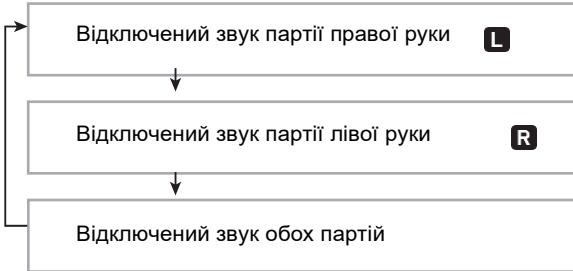 Відключений звук партії правої руки L
Відключений звук партії лівої руки R
Відключений звук обох партій